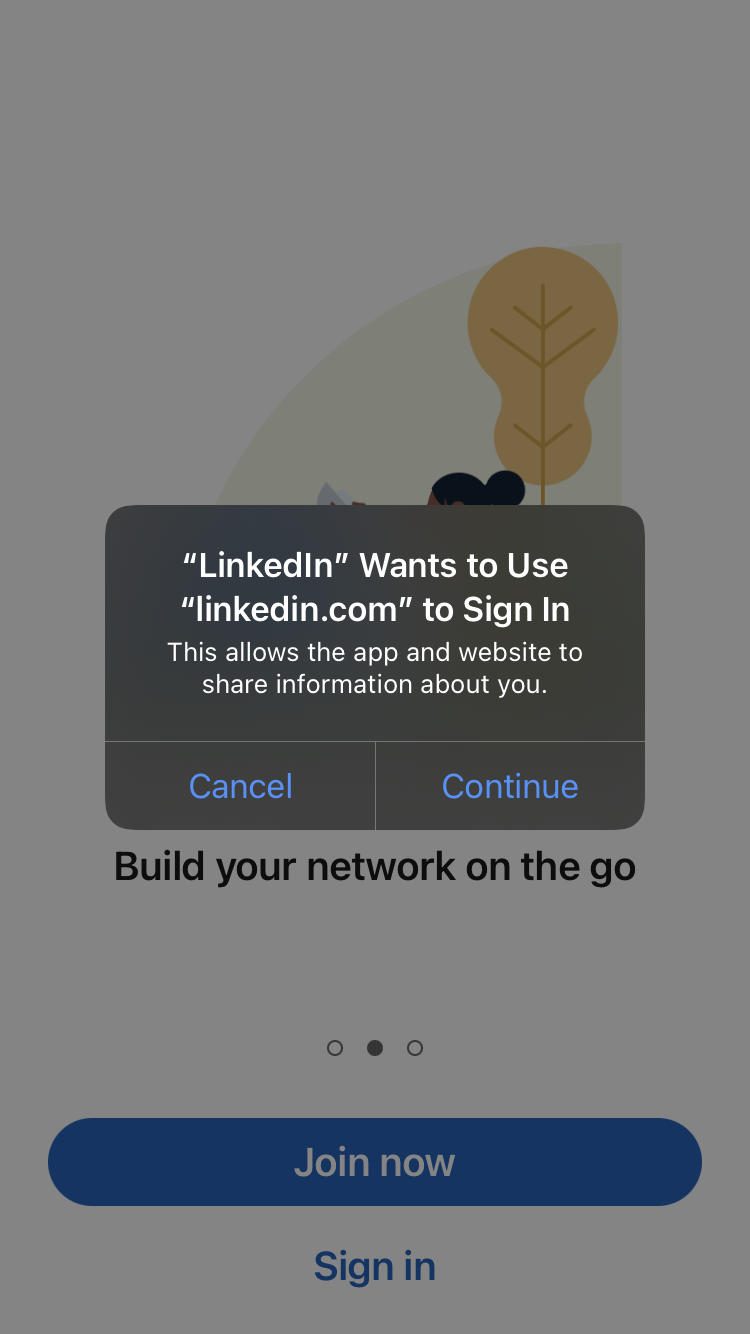 “LinkedIn” Wants to Use
“linkedin.com” to Sign In
This allows the app and website to
share information about you.
Cancel
Continue
Build your network on the go
Join now
Sign in